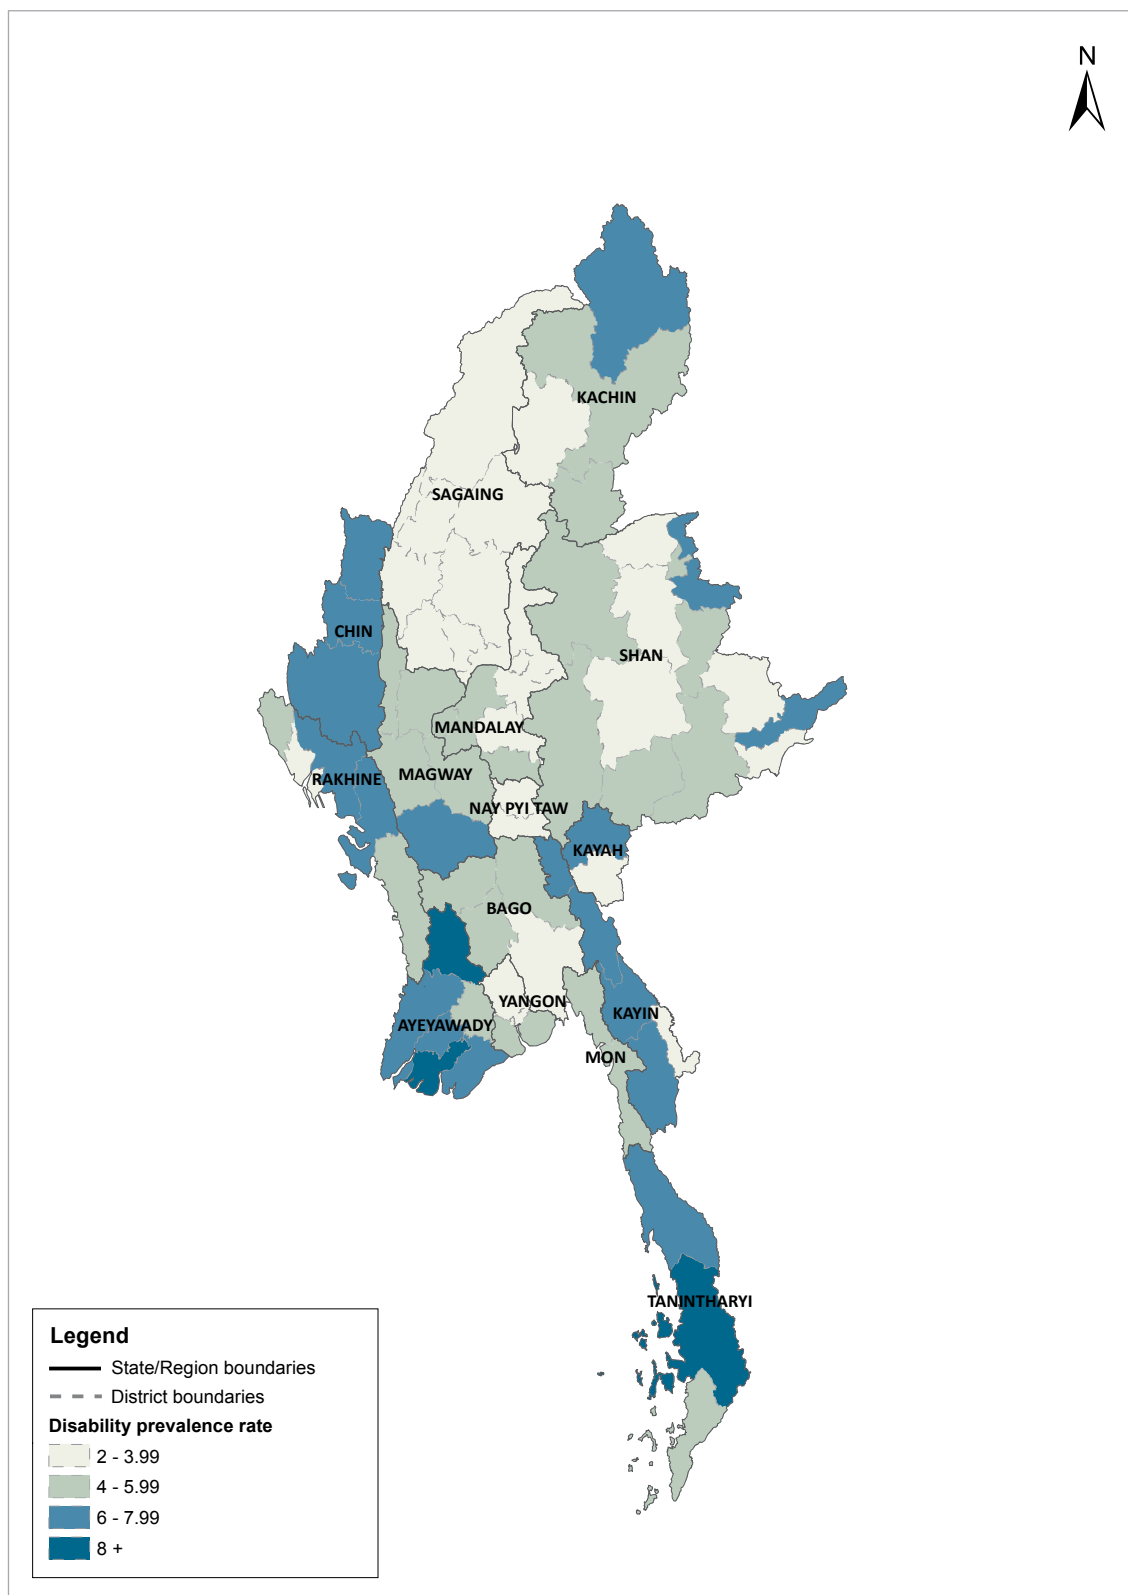 N
KACHIN
SAGAING
CHIN
SHAN
MANDALAY
RAKHINE
MAGWAY
NAY PYI TAW
KAYAH
BAGO
YANGON
KAYIN
AYEYAWADY
MON
TANINTHARYI
Legend
State/Region boundaries
District boundaries
Disability prevalence rate
2 - 3.99
4 - 5.99
6 - 7.99
8 +